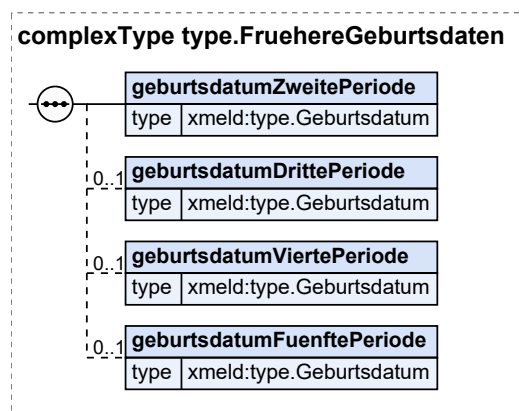 complexType type.FruehereGeburtsdaten
geburtsdatumZweitePeriode
type xmeld:type.Geburtsdatum
0..1 geburtsdatumDrittePeriode
type xmeld:type.Geburtsdatum
0..1 geburtsdatumViertePeriode
type xmeld:type.Geburtsdatum
0..1 geburtsdatumFuenftePeriode
type xmeld:type.Geburtsdatum